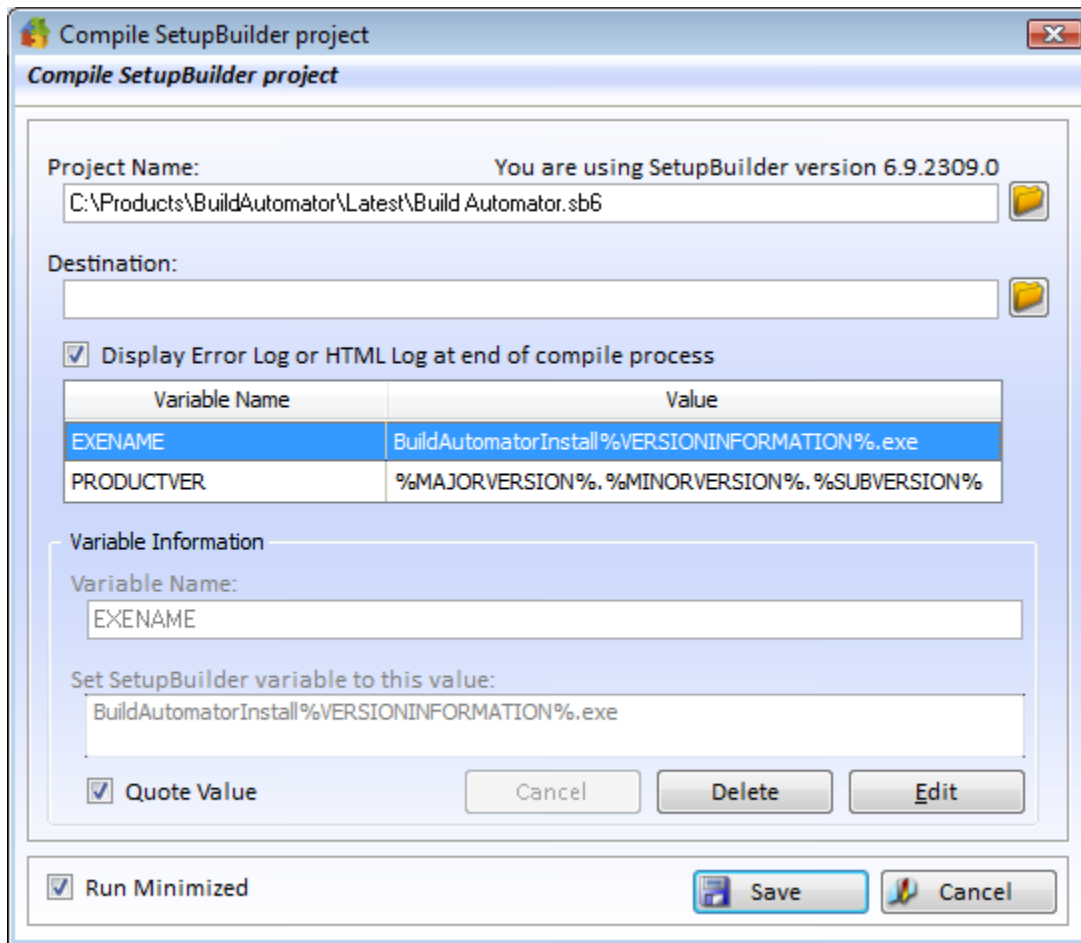 Compile SetupBuilder project
Compile SetupBuilder project
Project Name: You are using SetupBuilder version 6.9.2309.0
C:\Products\BuildAutomator\Latest\Build Automator.sb6
Destination:
Display Error Log or HTML Log at end of compile process
Variable Name Value
EXENAME BuildAutomatorInstall%VERSIONINFORMATION%.exe
PRODUCTVER %MAJORVERSION%.%MINORVERSION%.%SUBVERSION%
Variable Information
Variable Name:
EXENAME
Set SetupBuilder variable to this value:
BuildAutomatorInstall%VERSIONINFORMATION%.exe
Quote Value Cancel Delete Edit
Run Minimized Save Cancel